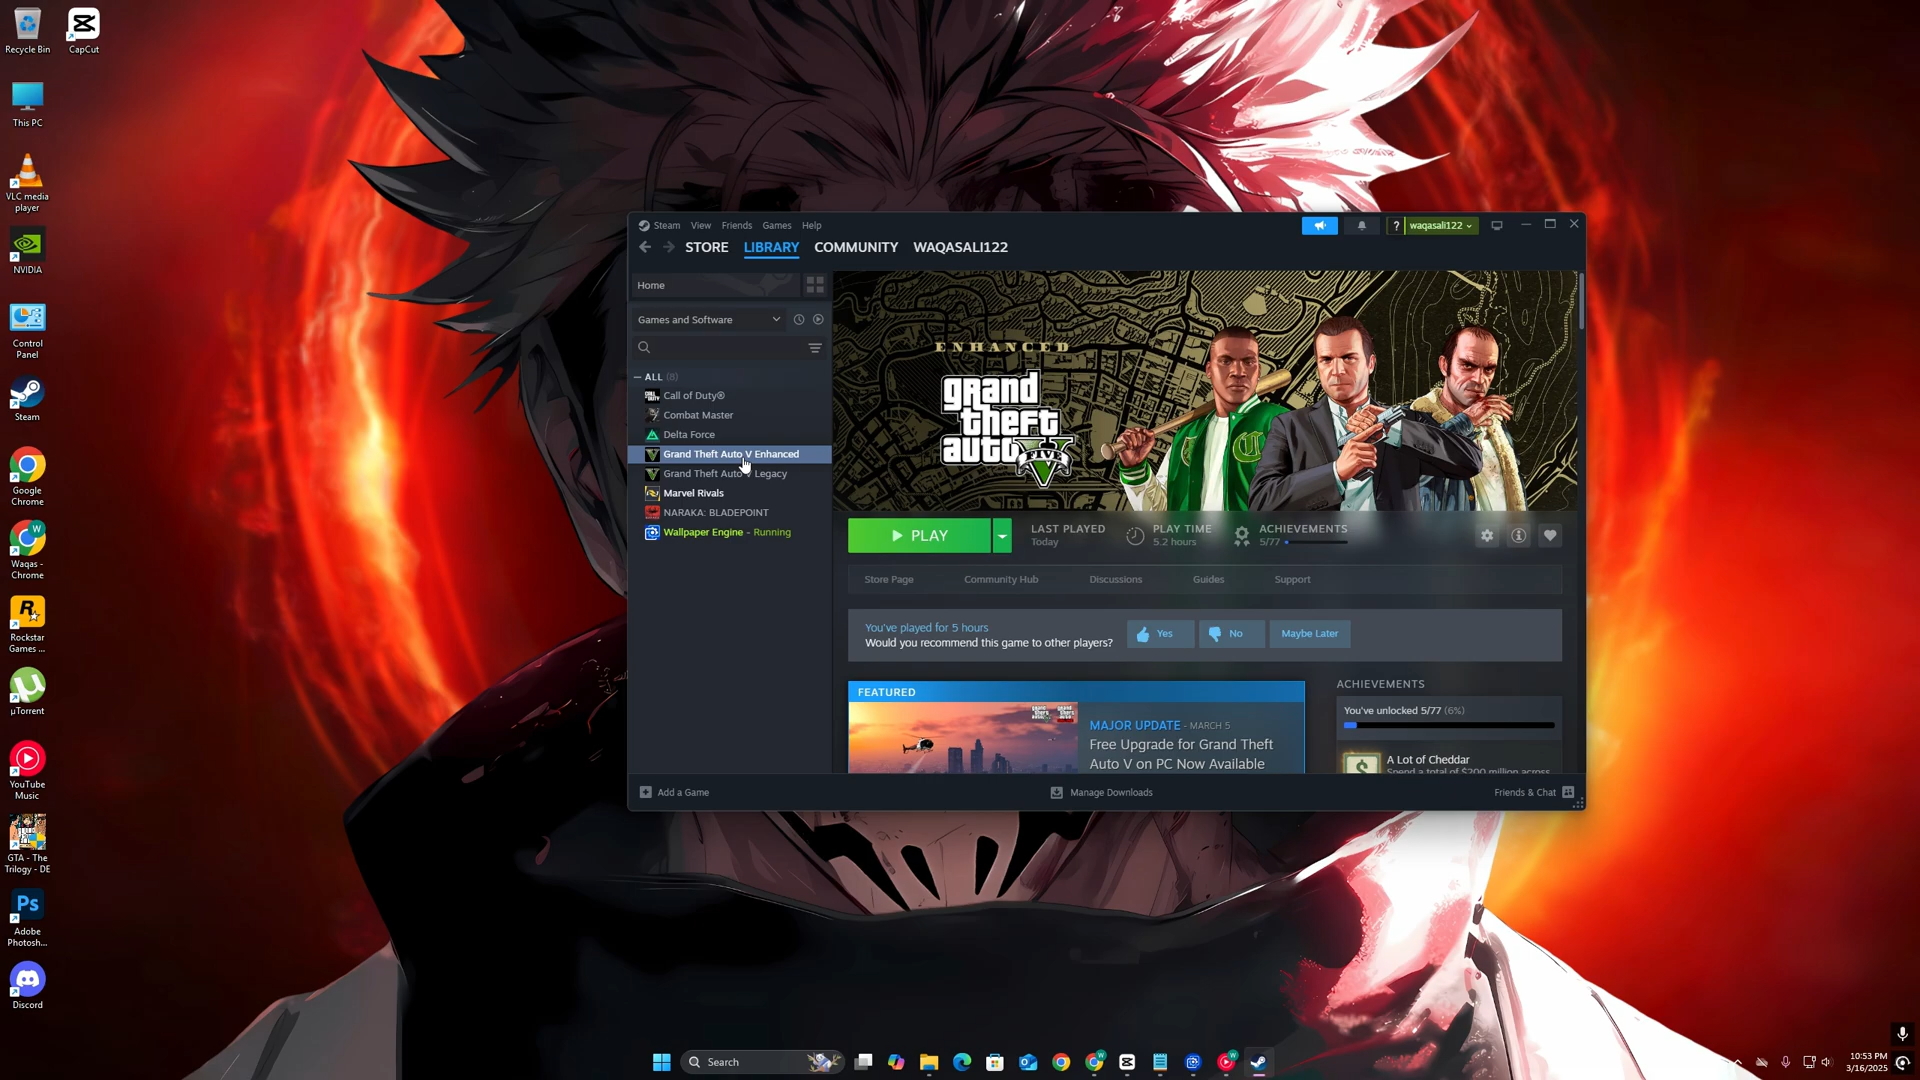 Recycle Bin
CapCut
This PC
VLC media
player
NVIDIA
Control
Panel
Steam
Google
Chrome
Waqas -
Chrome
Rockstar
Games ...
µTorrent
YouTube
Music
GTA - The
Trilogy - DE
Ps
Adobe
Photosh...
Discord
Steam View Friends Games Help
? waqasali122
STORE LIBRARY COMMUNITY WAQASALI122
Home
Games and Software
ALL (8)
Call of Duty®
Combat Master
Delta Force
Grand Theft Auto V Enhanced
Grand Theft Auto V Legacy
Marvel Rivals
NARAKA: BLADEPOINT
Wallpaper Engine - Running
ENHANCED
grand
theft
auto V
FIVE
PLAY
LAST PLAYED
Today
PLAY TIME
5.2 hours
ACHIEVEMENTS
5/77
Store Page Community Hub Discussions Guides Support
You've played for 5 hours
Would you recommend this game to other players?
Yes No Maybe Later
FEATURED
MAJOR UPDATE - MARCH 5
Free Upgrade for Grand Theft
Auto V on PC Now Available
ACHIEVEMENTS
You've unlocked 5/77 (6%)
A Lot of Cheddar
Spend a total of $200 million across
Add a Game
Manage Downloads
Friends & Chat
Search
10:53 PM
3/16/2025